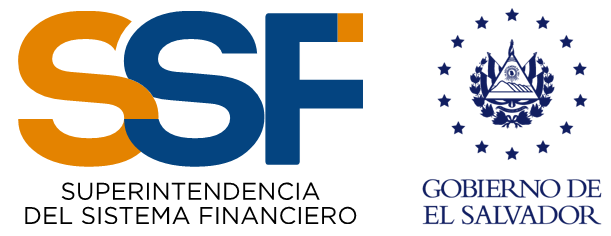 SSF
SUPERINTENDENCIA
DEL SISTEMA FINANCIERO
GOBIERNO DE
EL SALVADOR